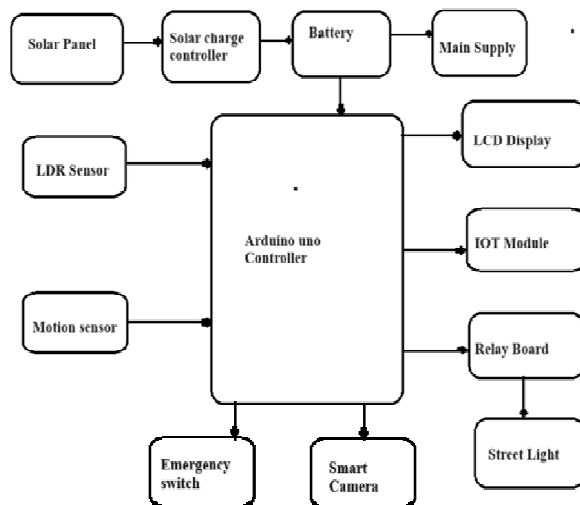 Solar Panel
Solar charge
controller
Battery
Main Supply
LDR Sensor
LCD Display
Arduino uno
Controller
IOT Module
Motion sensor
Relay Board
Emergency
switch
Smart
Camera
Street Light